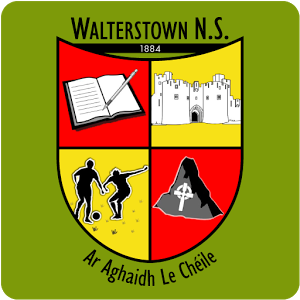 WALTERSTOWN N.S.
1884
Ar Aghaidh Le Chéile